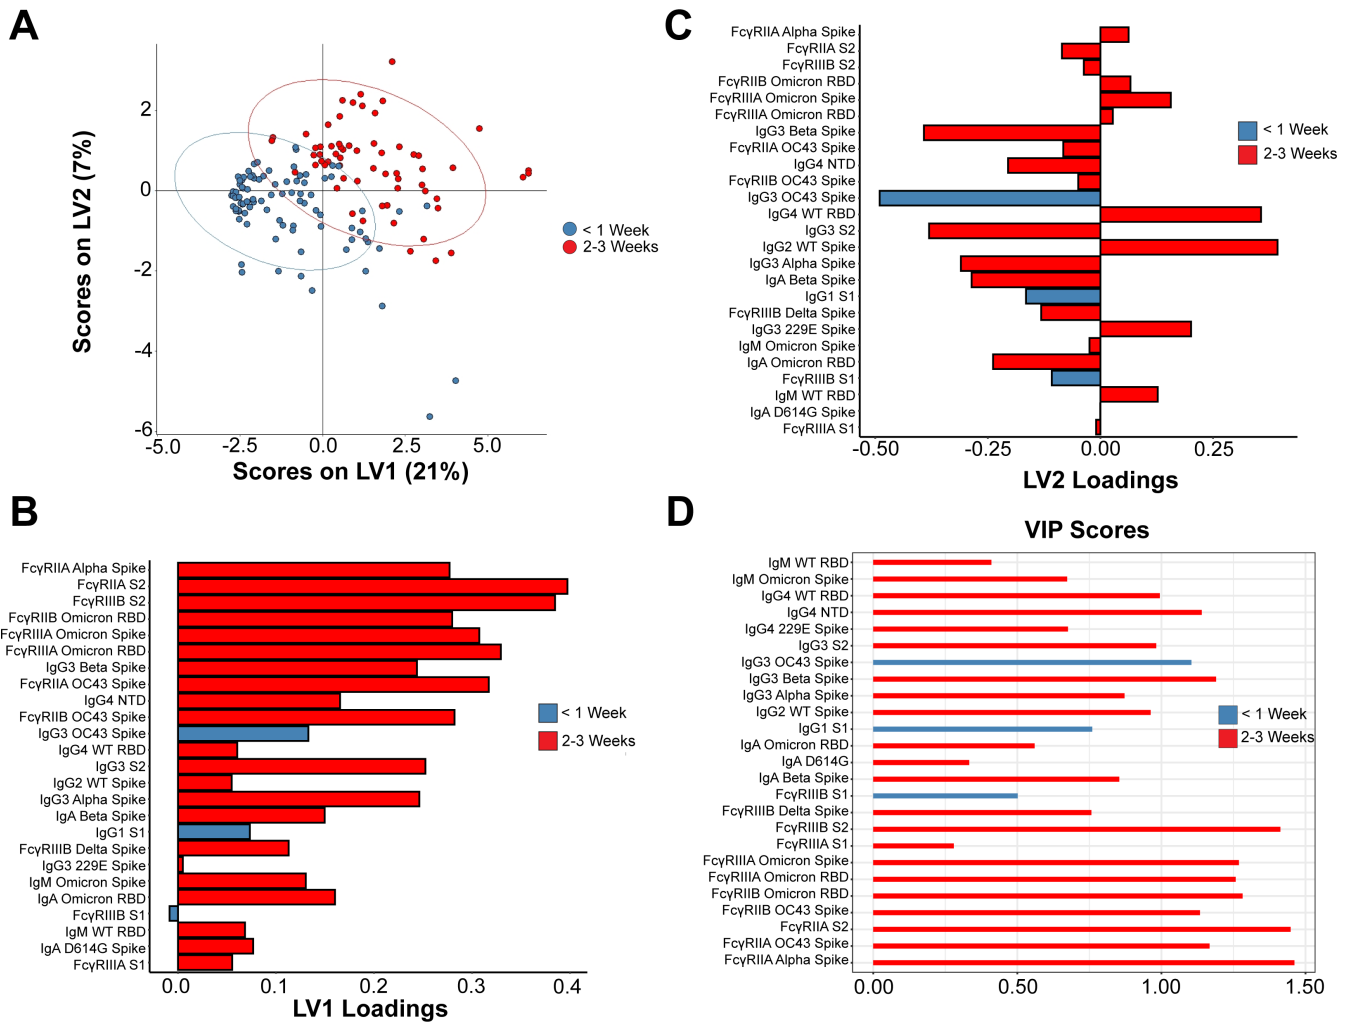 A
Scores on LV2 (7%)
2
0
-2
-4
-6
-5.0
-2.5
0.0
2.5
5.0
Scores on LV1 (21%)
< 1 Week
2-3 Weeks
B
FcγRIIA Alpha Spike
FcγRIIA S2
FcγRIIIB S2
FcγRIIB Omicron RBD
FcγRIIIA Omicron Spike
FcγRIIIA Omicron RBD
IgG3 Beta Spike
FcγRIIA OC43 Spike
IgG4 NTD
FcγRIIB OC43 Spike
IgG3 OC43 Spike
IgG4 WT RBD
IgG3 S2
IgG2 WT Spike
IgG3 Alpha Spike
IgA Beta Spike
IgG1 S1
FcγRIIIB Delta Spike
IgG3 229E Spike
IgM Omicron Spike
IgA Omicron RBD
FcγRIIIB S1
IgM WT RBD
IgA D614G Spike
FcγRIIIA S1
0.0
0.1
0.2
0.3
0.4
LV1 Loadings
< 1 Week
2-3 Weeks
C
FcγRIIA Alpha Spike
FcγRIIA S2
FcγRIIIB S2
FcγRIIB Omicron RBD
FcγRIIIA Omicron Spike
FcγRIIIA Omicron RBD
IgG3 Beta Spike
FcγRIIA OC43 Spike
IgG4 NTD
FcγRIIB OC43 Spike
IgG3 OC43 Spike
IgG4 WT RBD
IgG3 S2
IgG2 WT Spike
IgG3 Alpha Spike
IgA Beta Spike
IgG1 S1
FcγRIIIB Delta Spike
IgG3 229E Spike
IgM Omicron Spike
IgA Omicron RBD
FcγRIIIB S1
IgM WT RBD
IgA D614G Spike
FcγRIIIA S1
-0.50
-0.25
0.00
0.25
LV2 Loadings
< 1 Week
2-3 Weeks
D
VIP Scores
IgM WT RBD
IgM Omicron Spike
IgG4 WT RBD
IgG4 NTD
IgG4 229E Spike
IgG3 S2
IgG3 OC43 Spike
IgG3 Beta Spike
IgG3 Alpha Spike
IgG2 WT Spike
IgG1 S1
IgA Omicron RBD
IgA D614G
IgA Beta Spike
FcγRIIIB S1
FcγRIIIB Delta Spike
FcγRIIIB S2
FcγRIIIA S1
FcγRIIIA Omicron Spike
FcγRIIIA Omicron RBD
FcγRIIB Omicron RBD
FcγRIIB OC43 Spike
FcγRIIA S2
FcγRIIA OC43 Spike
FcγRIIA Alpha Spike
0.00
0.50
1.00
1.50
< 1 Week
2-3 Weeks